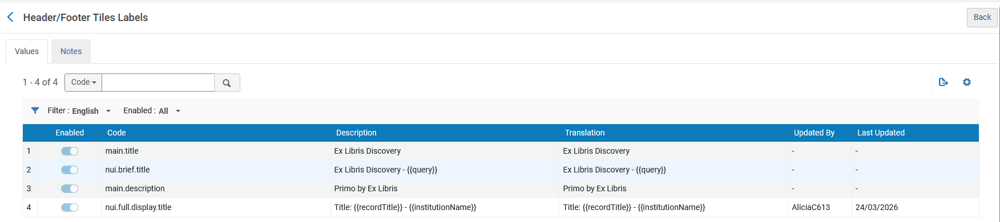 Header/Footer Tiles Labels
Back
Values Notes
1 - 4 of 4 Code
Filter : English Enabled : All
Enabled Code Description Translation Updated By Last Updated
1 main.title Ex Libris Discovery Ex Libris Discovery - -
2 nui.brief.title Ex Libris Discovery - {{query}} Ex Libris Discovery - {{query}} - -
3 main.description Primo by Ex Libris Primo by Ex Libris - -
4 nui.full.display.title Title: {{recordTitle}} - {{institutionName}} Title: {{recordTitle}} - {{institutionName}} AliciaC613 24/03/2026